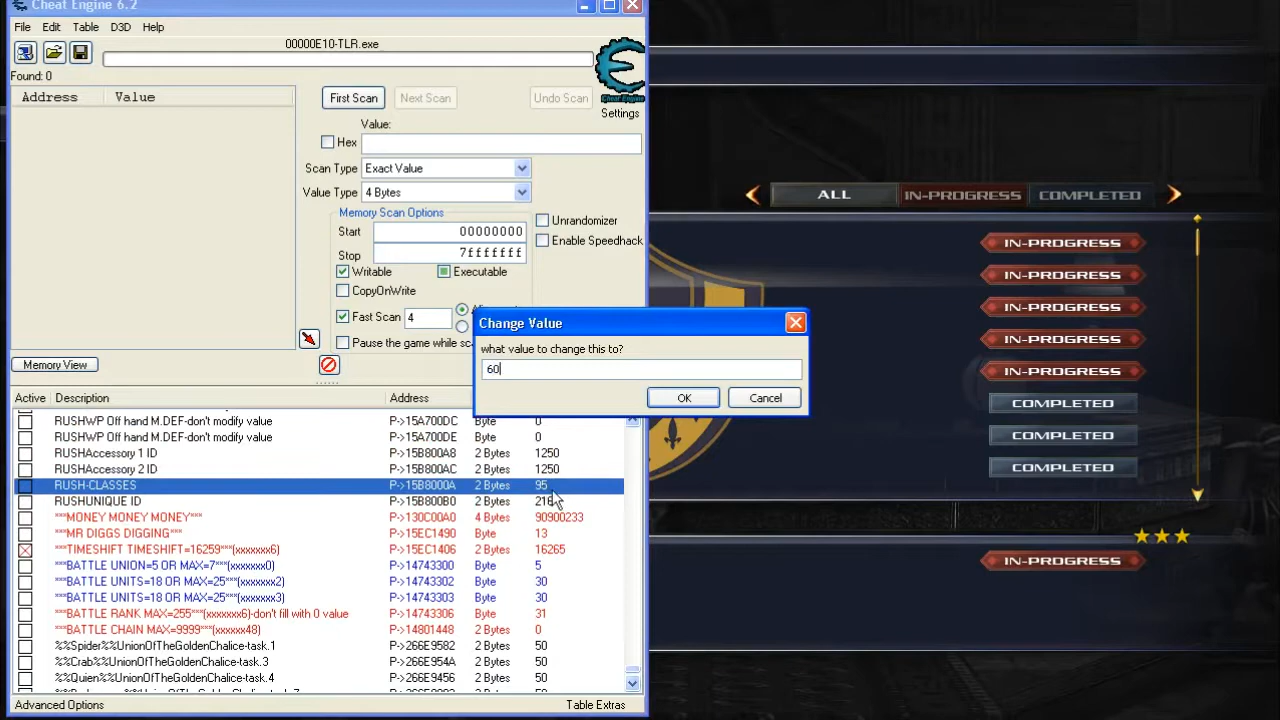 Cheat Engine 6.2
File Edit Table D3D Help
00000E10-TLR.exe
Found: 0
Address Value
First Scan Next Scan Undo Scan
Settings
Value:
Hex
Scan Type Exact Value
Value Type 4 Bytes
Memory Scan Options
Start 00000000
Stop 7fffffff
Unrandomizer
Enable Speedhack
Writable Executable
CopyOnWrite
Fast Scan 4
Pause the game while
Memory View
Change Value
what value to change this to?
60
OK Cancel
Active Description Address
RUSHWP Off hand M.DEF-don't modify value P->15A700DC Byte 0
RUSHWP Off hand M.DEF-don't modify value P->15A700DE Byte 0
RUSHAccessory 1 ID P->15B800A8 2 Bytes 1250
RUSHAccessory 2 ID P->15B800AC 2 Bytes 1250
RUSH-CLASSES P->15B8000A 2 Bytes 95
RUSHUNIQUE ID P->15B800B0 2 Bytes
***MONEY MONEY MONEY*** P->130C00A0 4 Bytes 90900233
***MR DIGGS DIGGING*** P->15EC1490 Byte 13
***TIMESHIFT TIMESHIFT=16259***(xxxxxxx6) P->15EC1406 2 Bytes 16265
***BATTLE UNION=5 OR MAX=7***(xxxxxxx0) P->14743300 Byte 5
***BATTLE UNITS=18 OR MAX=25***(xxxxxxx2) P->14743302 Byte 30
***BATTLE UNITS=18 OR MAX=25***(xxxxxxx3) P->14743303 Byte 30
***BATTLE RANK MAX=255***(xxxxxxx6)-don't fill with 0 value P->14743306 Byte 31
***BATTLE CHAIN MAX=9999***(xxxxxx48) P->14801448 2 Bytes 0
%%Spider%%UnionOfTheGoldenChalice-task.1 P->266E9582 2 Bytes 50
%%Crab%%UnionOfTheGoldenChalice-task.3 P->266E954A 2 Bytes 50
%%Quien%%UnionOfTheGoldenChalice-task.4 P->266E95B2 2 Bytes 50
Advanced Options Table Extras
ALL IN-PROGRESS COMPLETED
IN-PROGRESS
IN-PROGRESS
IN-PROGRESS
IN-PROGRESS
IN-PROGRESS
COMPLETED
COMPLETED
COMPLETED
IN-PROGRESS